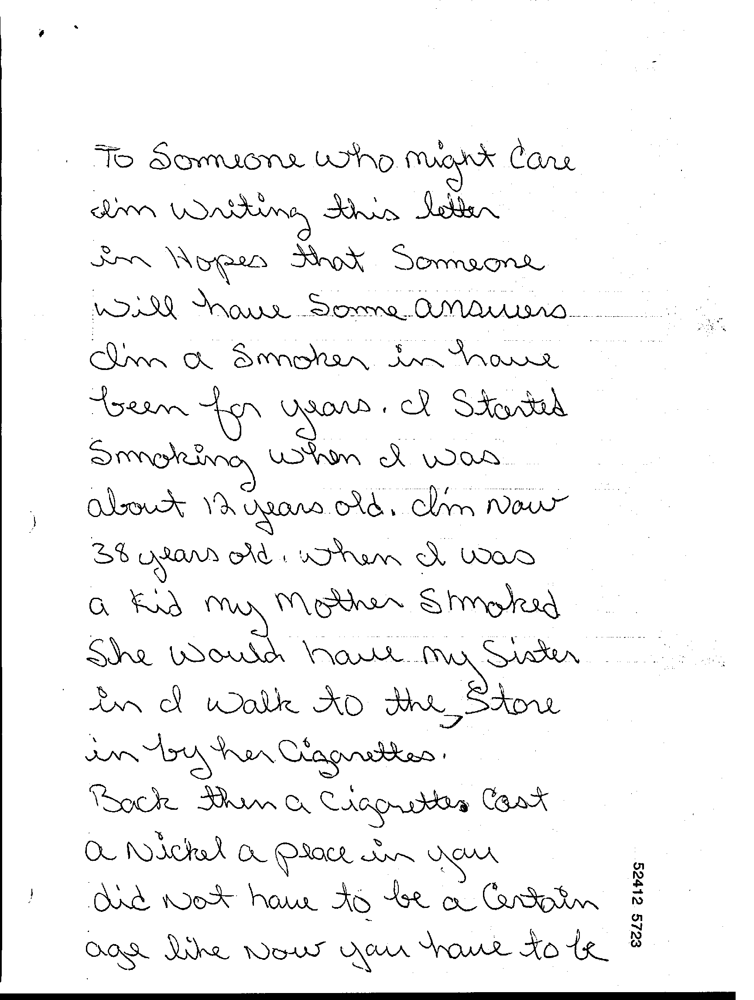 To Someone who might Care
I'm writing this letter
in Hopes that Someone
will have Some answers
I'm a Smoker in have
been for years. I Started
Smoking when I was
about 12 years old. I'm Now
38 years old. when I was
a Kid my Mother Smoked
She would have my Sister
in I walk to the Store
in by her Cigarettes.
Back then a Cigarettes Cost
a Nickel a peace in you
did Not have to be a Certain
age like Now you have to be
52412 5723